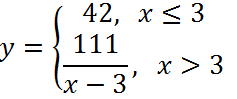 y = { 42, x ≤ 3
111/(x − 3), x > 3